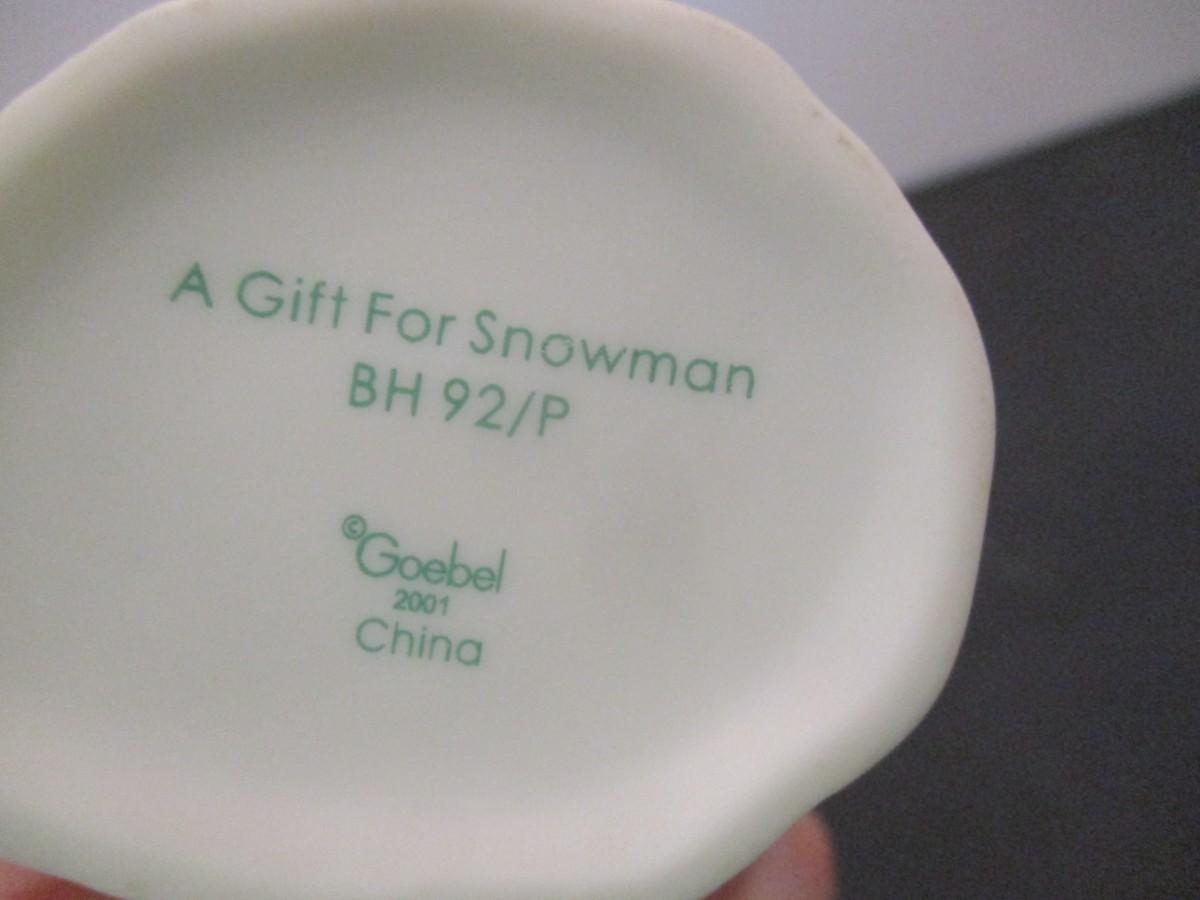 A Gift For Snowman
BH 92/P
©Goebel
2001
China